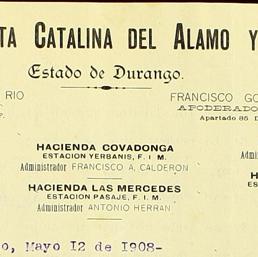 TA CATALINA DEL ALAMO Y
Estado de Durango.
RIO
FRANCISCO GO
APODERADO
Apartado 85 D
HACIENDA COVADONGA
ESTACION YERBANIS, F. I. M.
Administrador FRANCISCO A. CALDERON
HACIENDA LAS MERCEDES
ESTACION PASAJE, F. I. M.
Administrador ANTONIO HERRAN
Admi
H
o, Mayo 12 de 1908-